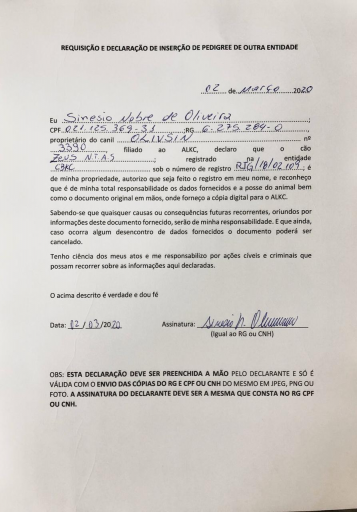 REQUISIÇÃO E DECLARAÇÃO DE INSERÇÃO DE PEDIGREE DE OUTRA ENTIDADE
02 de Março 2020
Eu Sinesio Nobre de Oliveira;
CPF 021.125.369-31 ;RG 6.275.289-0,
proprietário do canil OLIVSIN nº
3390, filiado ao ALKC, declaro que o cão
ZEUS N.T.A.S; registrado na entidade
CBKC sob o número de registro RJG/18/02109; é
de minha propriedade, autorizo que seja feito o registro em meu nome, e reconheço
que é de minha total responsabilidade os dados fornecidos e a posse do animal bem
como o documento original em mãos, onde forneço a cópia digital para o ALKC.
Sabendo-se que quaisquer causas ou consequências futuras recorrentes, oriundos por
informações deste documento fornecido, serão de minha responsabilidade. E que ainda,
caso ocorra algum desencontro de dados fornecidos o documento poderá ser
cancelado.
Tenho ciência dos meus atos e me responsabilizo por ações cíveis e criminais que
possam recorrer sobre as informações aqui declaradas.
O acima descrito é verdade e dou fé
Data: 02/03/2020 Assinatura: Sinesio N. Oliveira
(Igual ao RG ou CNH)
OBS: ESTA DECLARAÇÃO DEVE SER PREENCHIDA A MÃO PELO DECLARANTE E SÓ É
VÁLIDA COM O ENVIO DAS CÓPIAS DO RG E CPF OU CNH DO MESMO EM JPEG, PNG OU
FOTO. A ASSINATURA DO DECLARANTE DEVE SER A MESMA QUE CONSTA NO RG CPF
OU CNH.